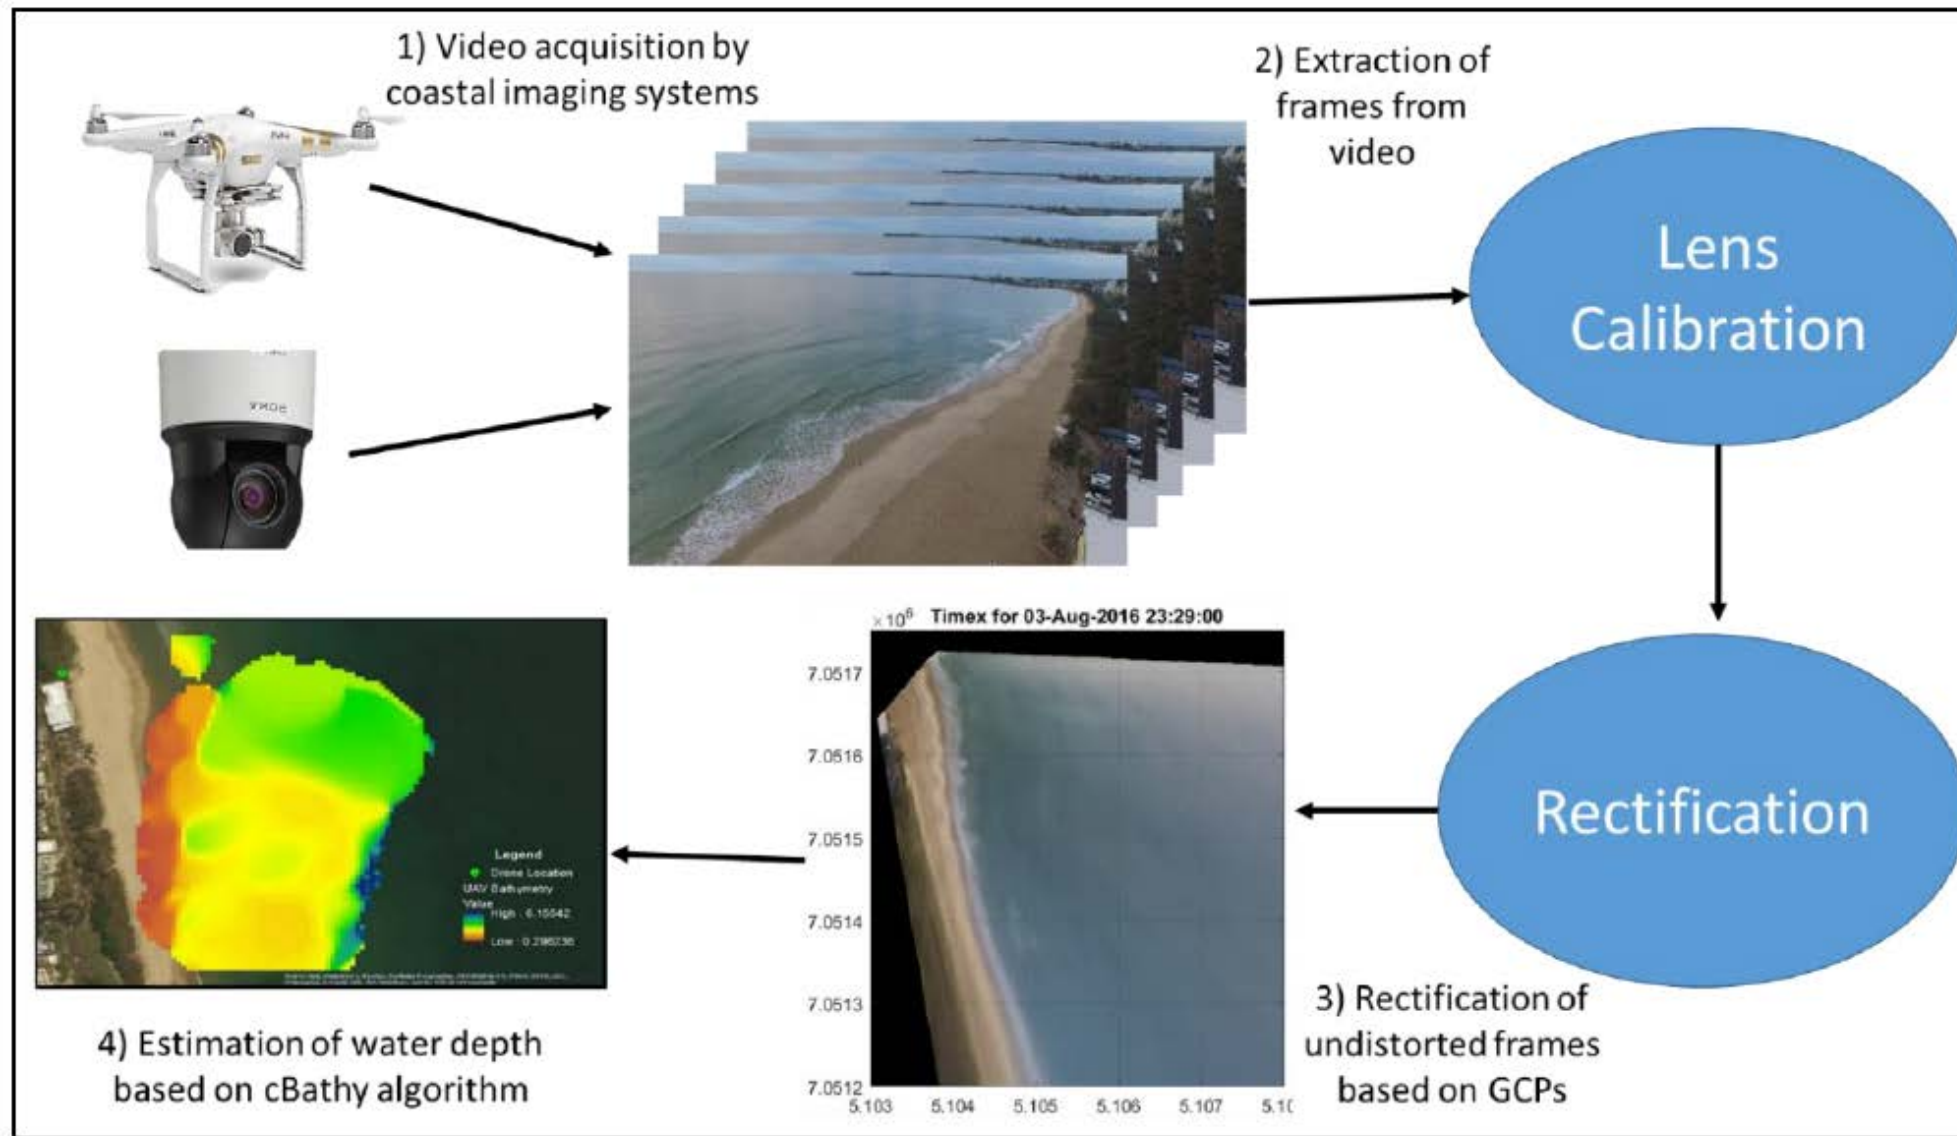 1) Video acquisition by
coastal imaging systems
2) Extraction of
frames from
video
Lens
Calibration
Rectification
3) Rectification of
undistorted frames
based on GCPs
×10⁶ Timex for 03-Aug-2016 23:29:00
7.0517
7.0516
7.0515
7.0514
7.0513
7.0512
5.103 5.104 5.105 5.106 5.107
Legend
Drone Location
UAV Bathymetry
Value
High : 6.15542
Low : 0.296236
4) Estimation of water depth
based on cBathy algorithm